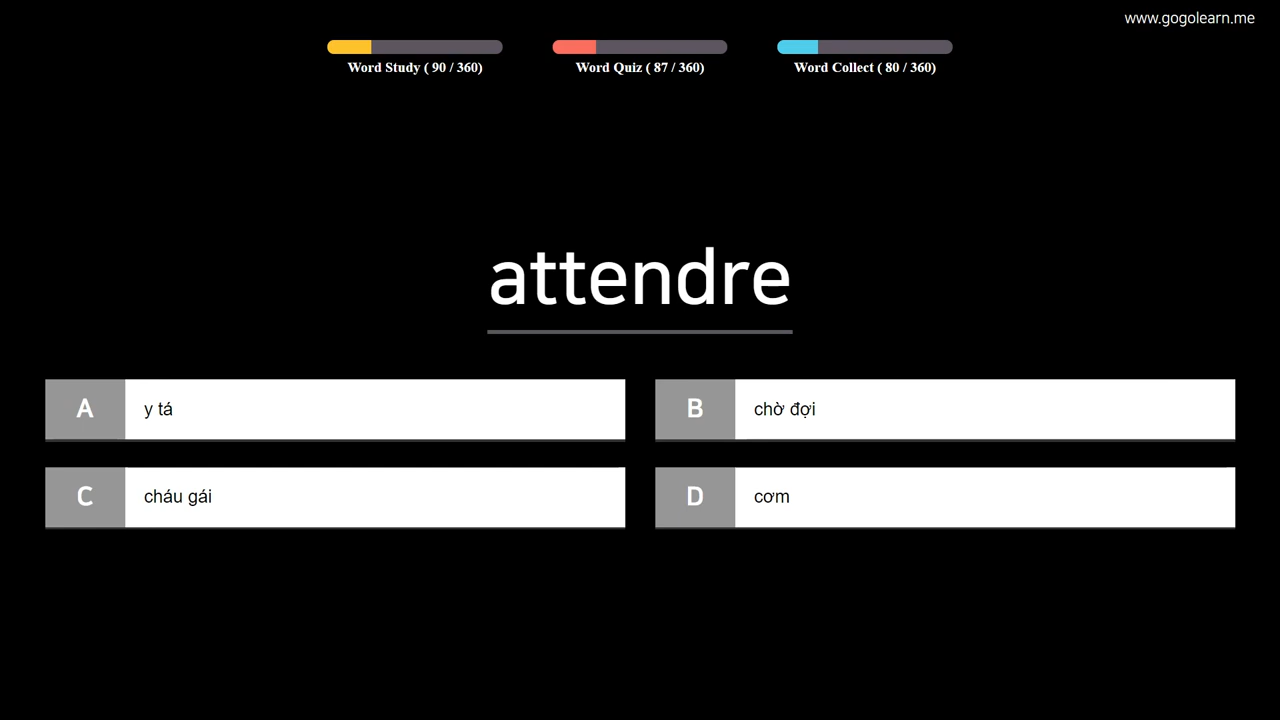 www.gogolearn.me
Word Study ( 90 / 360)
Word Quiz ( 87 / 360)
Word Collect ( 80 / 360)
attendre
A y tá
B chờ đợi
C cháu gái
D cơm